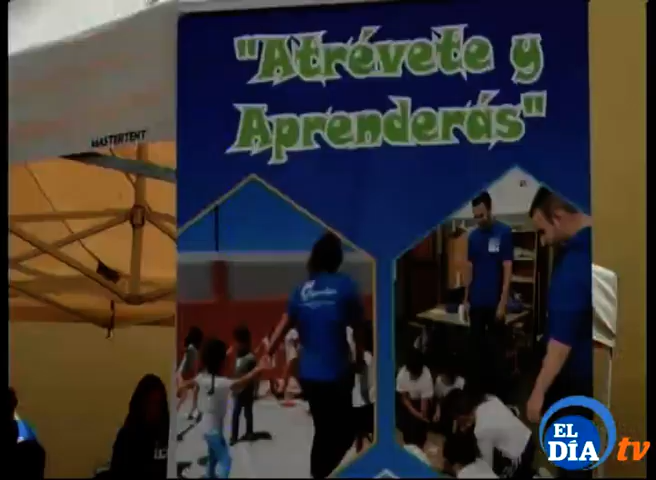 "Atrévete y
Aprenderás"
MASTERTENT
EL
DÍA tv